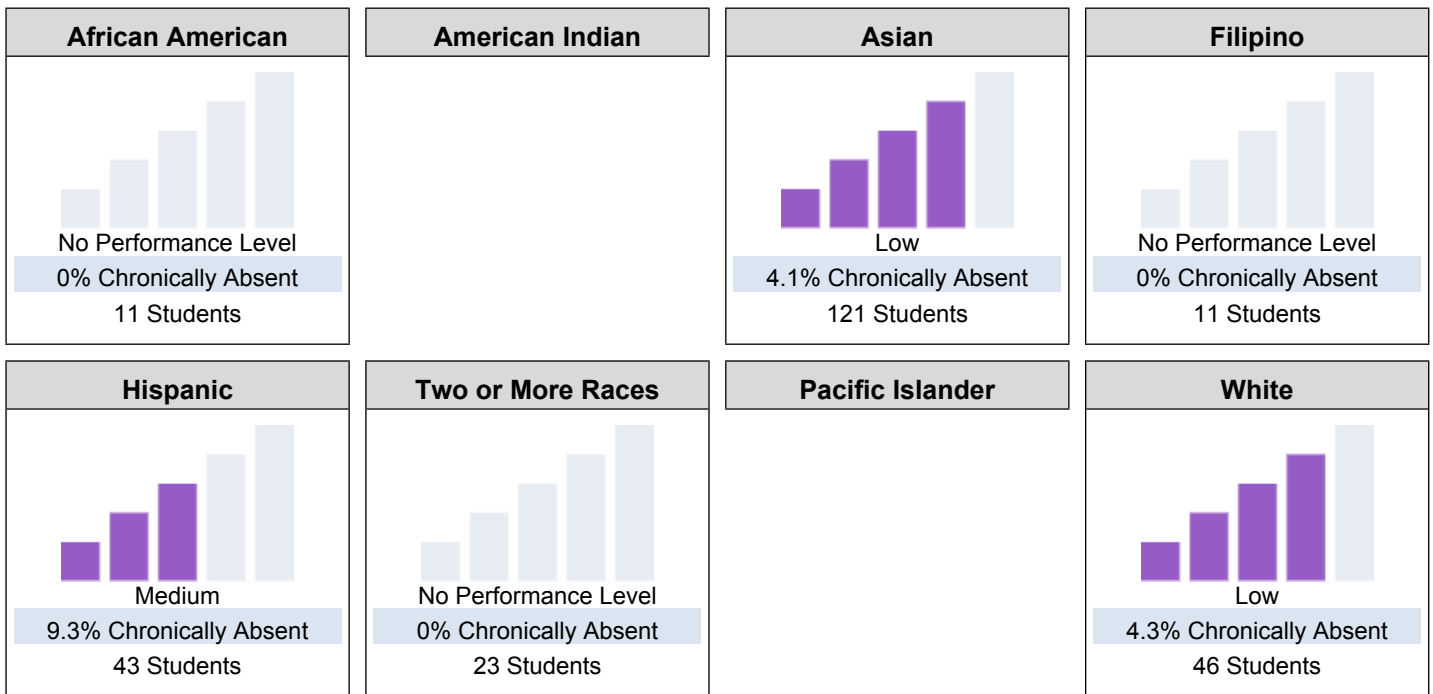 African American
No Performance Level
0% Chronically Absent
11 Students
American Indian
Asian
Low
4.1% Chronically Absent
121 Students
Filipino
No Performance Level
0% Chronically Absent
11 Students
Hispanic
Medium
9.3% Chronically Absent
43 Students
Two or More Races
No Performance Level
0% Chronically Absent
23 Students
Pacific Islander
White
Low
4.3% Chronically Absent
46 Students